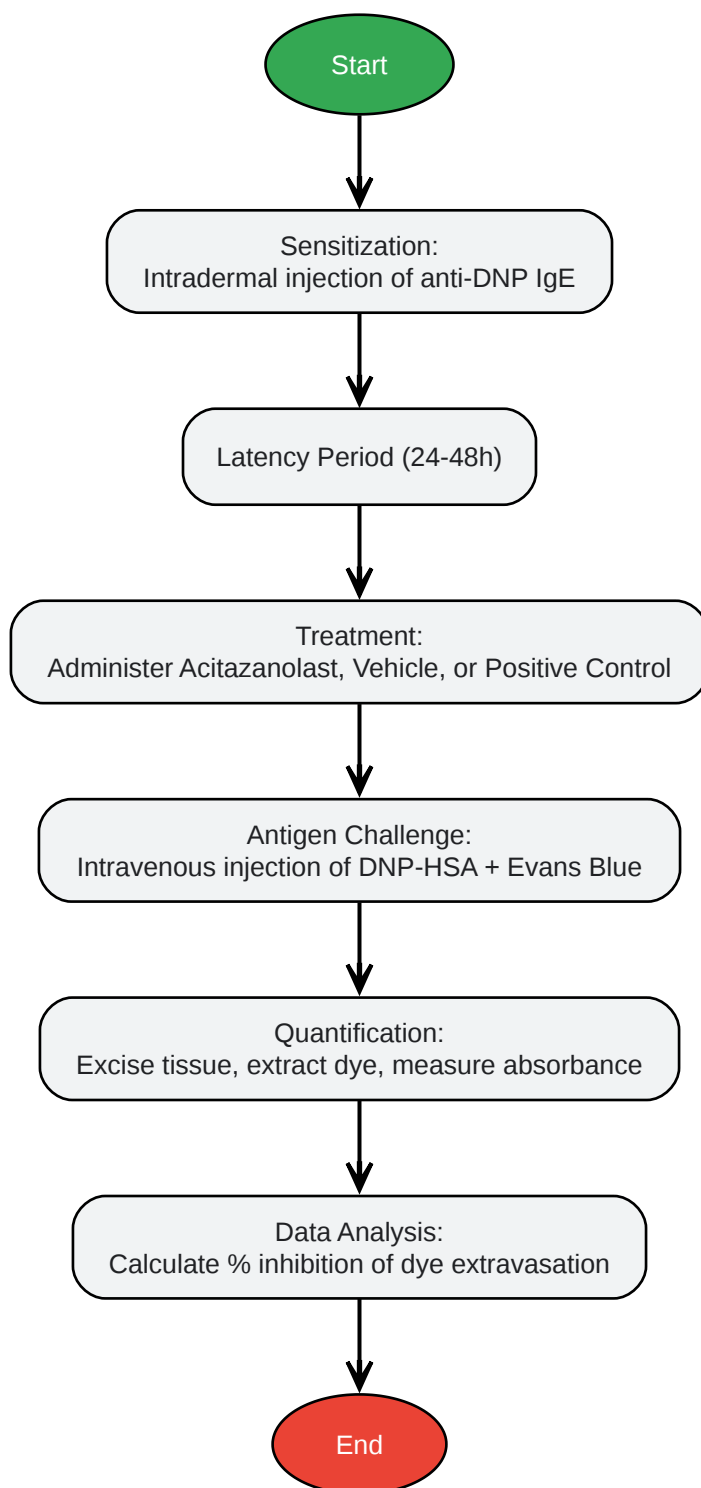 Start
Sensitization:
Intradermal injection of anti-DNP IgE
Latency Period (24-48h)
Treatment:
Administer Acitazanolast, Vehicle, or Positive Control
Antigen Challenge:
Intravenous injection of DNP-HSA + Evans Blue
Quantification:
Excise tissue, extract dye, measure absorbance
Data Analysis:
Calculate % inhibition of dye extravasation
End